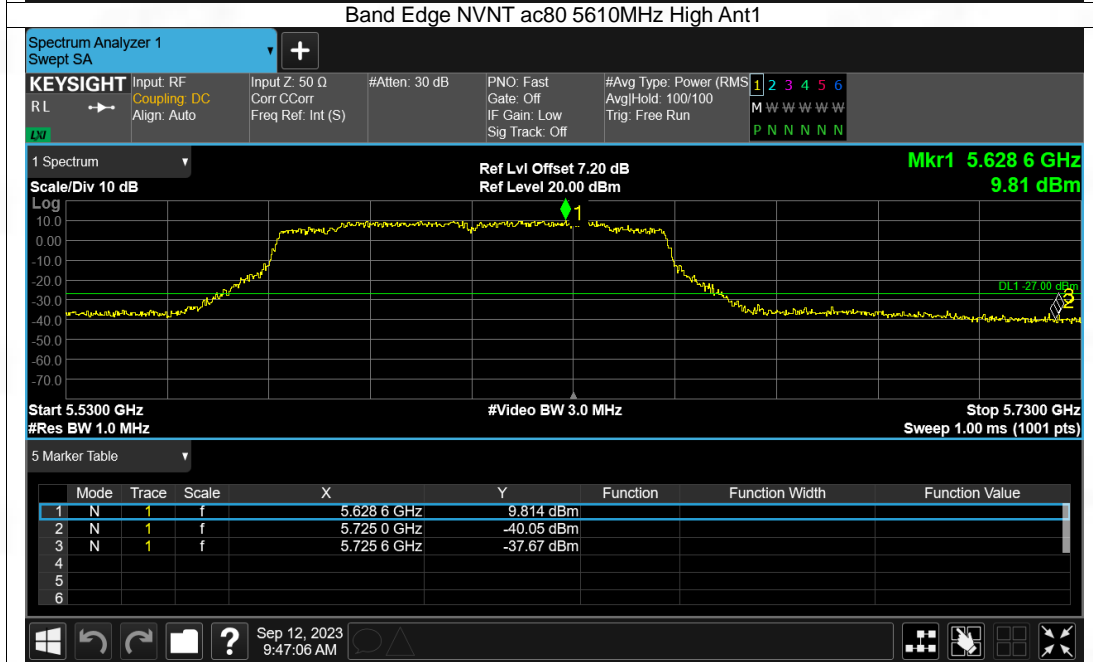 Band Edge NVNT ac80 5610MHz High Ant1
Spectrum Analyzer 1
Swept SA
+
KEYSIGHT
R L
LXI
Input: RF
Coupling: DC
Align: Auto
Input Z: 50 Ω
Corr CCorr
Freq Ref: Int (S)
#Atten: 30 dB
PNO: Fast
Gate: Off
IF Gain: Low
Sig Track: Off
#Avg Type: Power (RMS
Avg|Hold: 100/100
Trig: Free Run
1 2 3 4 5 6
M W W W W W
P N N N N N
1 Spectrum
Scale/Div 10 dB
Ref Lvl Offset 7.20 dB
Ref Level 20.00 dBm
Mkr1 5.628 6 GHz
9.81 dBm
Log
10.0
0.00
-10.0
-20.0
-30.0
-40.0
-50.0
-60.0
-70.0
1
DL1 -27.00 dBm
3
2
Start 5.5300 GHz
#Res BW 1.0 MHz
#Video BW 3.0 MHz
Stop 5.7300 GHz
Sweep 1.00 ms (1001 pts)
5 Marker Table
Mode Trace Scale X Y Function Function Width Function Value
1 N 1 f 5.628 6 GHz 9.814 dBm
2 N 1 f 5.725 0 GHz -40.05 dBm
3 N 1 f 5.725 6 GHz -37.67 dBm
4
5
6
?
Sep 12, 2023
9:47:06 AM